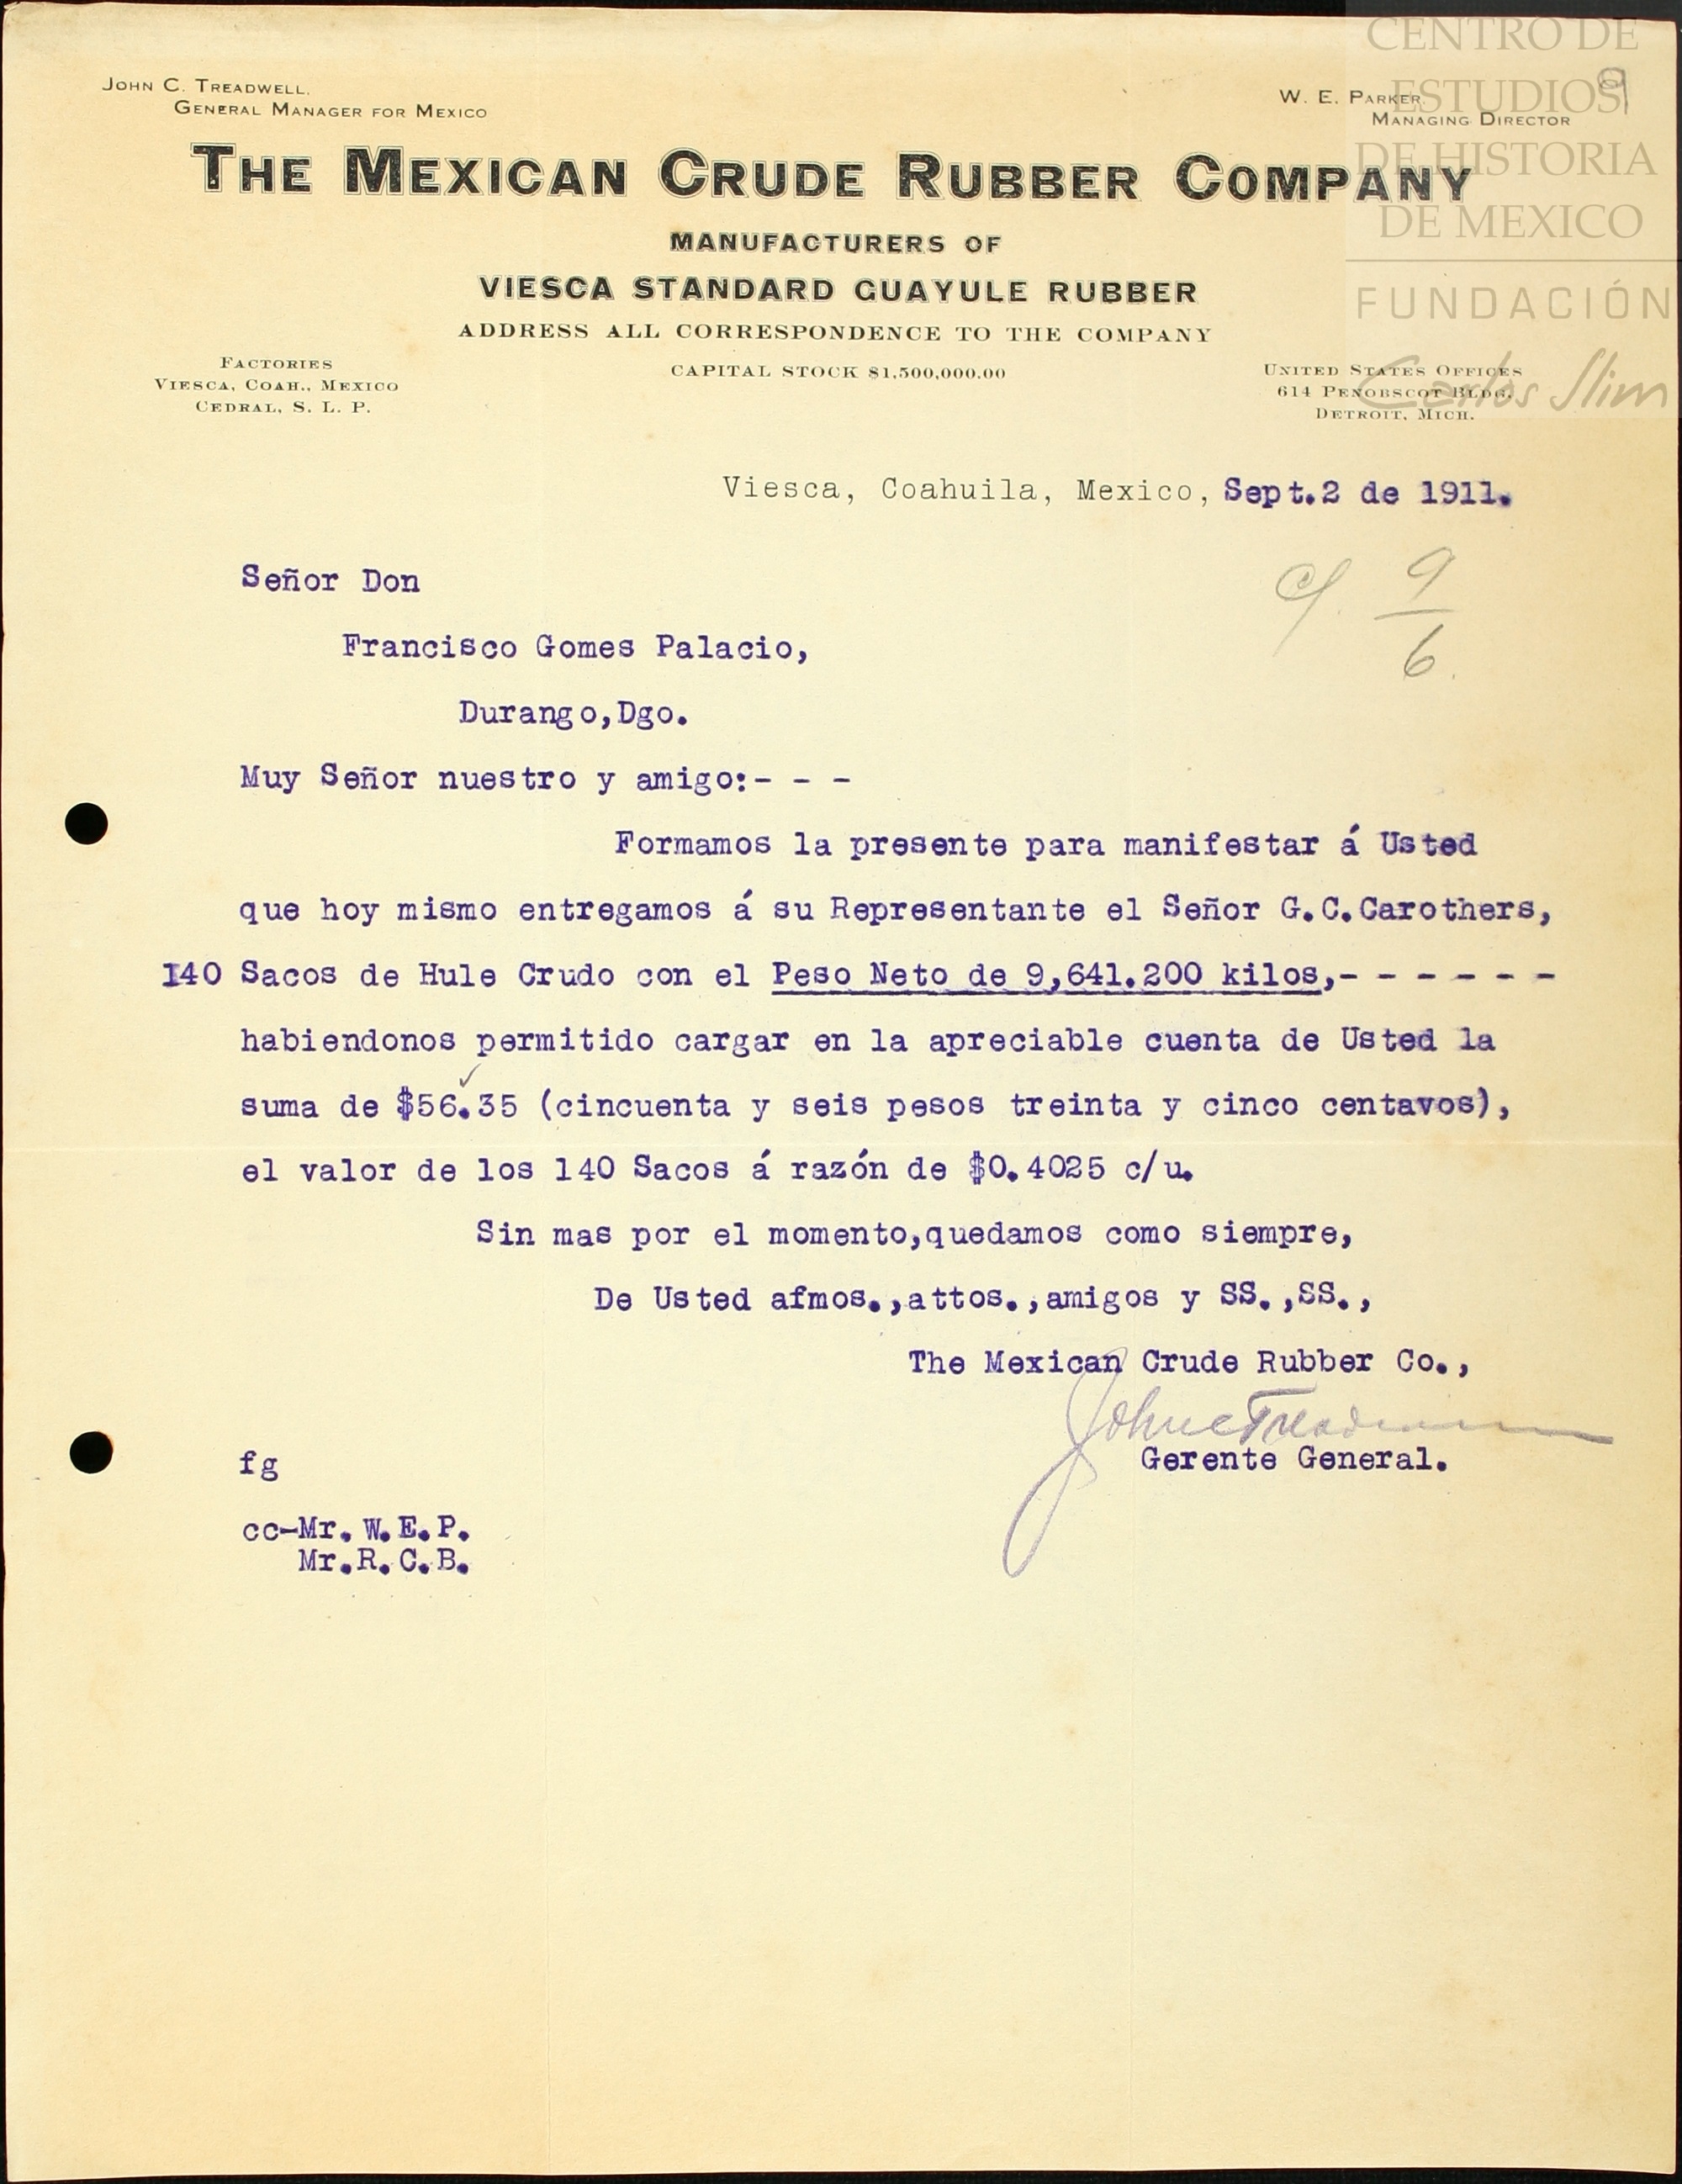 CENTRO DE
ESTUDIOS
DE HISTORIA
DE MEXICO
FUNDACIÓN
Carlos Slim
9
JOHN C. TREADWELL,
GENERAL MANAGER FOR MEXICO
W. E. PARKER,
MANAGING DIRECTOR
THE MEXICAN CRUDE RUBBER COMPANY
MANUFACTURERS OF
VIESCA STANDARD GUAYULE RUBBER
ADDRESS ALL CORRESPONDENCE TO THE COMPANY
FACTORIES
VIESCA, COAH., MEXICO
CEDRAL, S. L. P.
CAPITAL STOCK $1,500,000.00
UNITED STATES OFFICES
614 PENOBSCOT BLDG.
DETROIT, MICH.
Viesca, Coahuila, Mexico, Sept.2 de 1911.
c/. 9/6.
Señor Don
Francisco Gomes Palacio,
Durango,Dgo.
Muy Señor nuestro y amigo:- - -
Formamos la presente para manifestar á Usted
que hoy mismo entregamos á su Representante el Señor G.C.Carothers,
140 Sacos de Hule Crudo con el Peso Neto de 9,641.200 kilos,- - - - - -
habiendonos permitido cargar en la apreciable cuenta de Usted la
suma de $56.35 (cincuenta y seis pesos treinta y cinco centavos),
el valor de los 140 Sacos á razón de $0.4025 c/u.
Sin mas por el momento,quedamos como siempre,
De Usted afmos.,attos.,amigos y SS.,SS.,
The Mexican Crude Rubber Co.,
John C Treadwell
Gerente General.
fg
cc-Mr. W.E.P.
Mr.R.C.B.